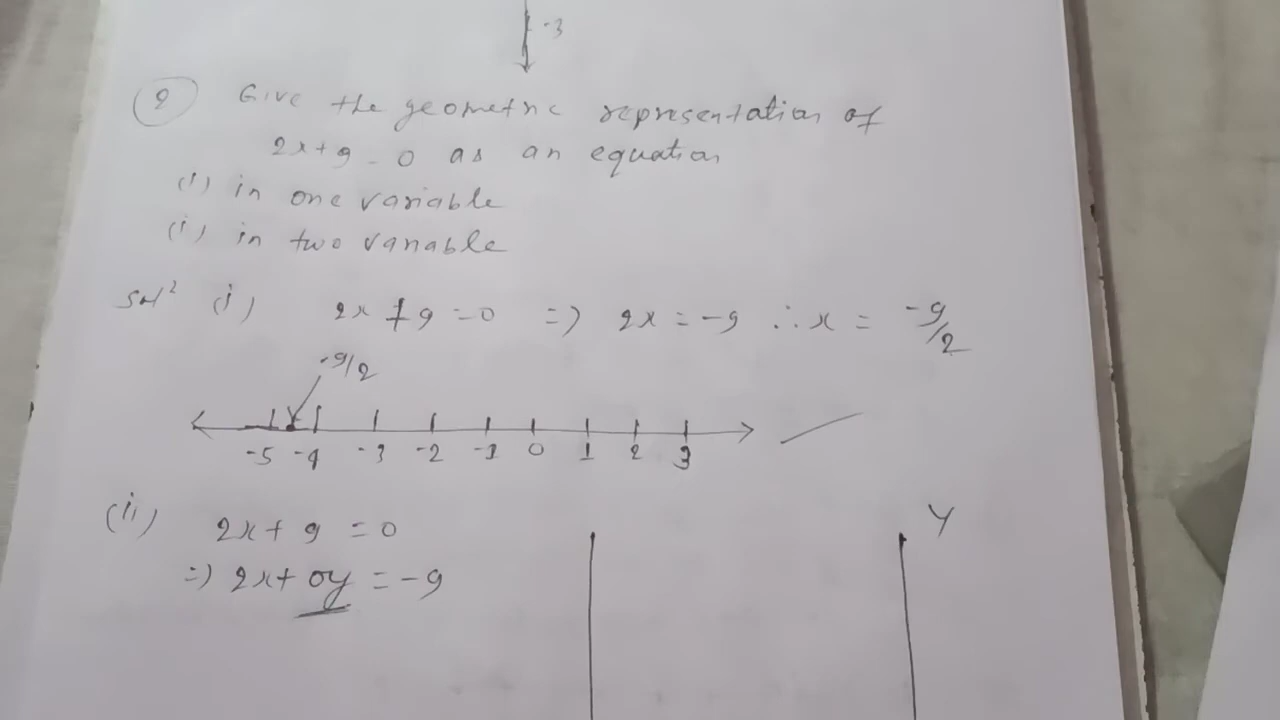 -3
2 Give the geometric representation of
2x+9=0 as an equation
(i) in one variable
(ii) in two variable
Sol² (i) 2x+9=0 => 2x=-9 ∴x= -9/2
-9/2
-5 -4 -3 -2 -1 0 1 2 3
(ii) 2x+9=0
Y
=> 2x+0y=-9